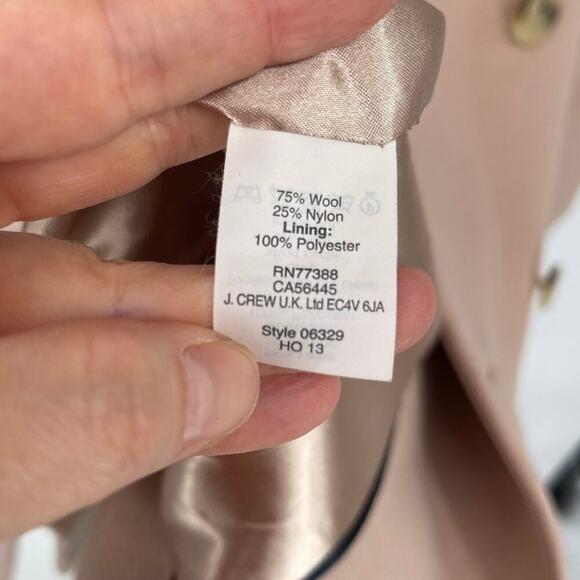 75% Wool
25% Nylon
Lining:
100% Polyester
RN77388
CA56445
J. CREW U.K. Ltd EC4V 6JA
Style 06329
HO 13